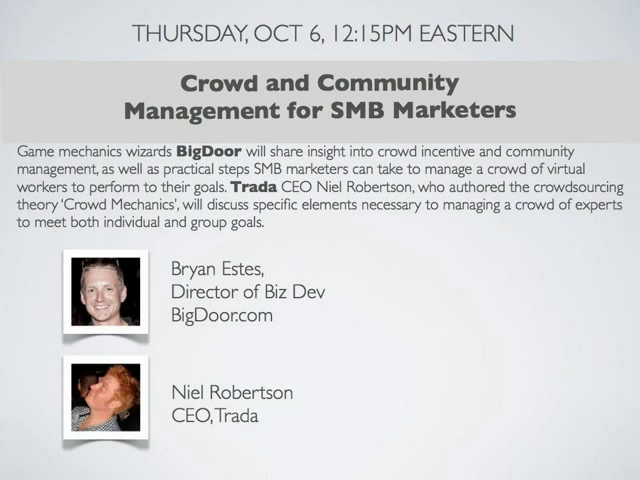 THURSDAY, OCT 6, 12:15PM EASTERN
Crowd and Community
Management for SMB Marketers
Game mechanics wizards BigDoor will share insight into crowd incentive and community
management, as well as practical steps SMB marketers can take to manage a crowd of virtual
workers to perform to their goals. Trada CEO Niel Robertson, who authored the crowdsourcing
theory ‘Crowd Mechanics’, will discuss specific elements necessary to managing a crowd of experts
to meet both individual and group goals.
Bryan Estes,
Director of Biz Dev
BigDoor.com
Niel Robertson
CEO, Trada